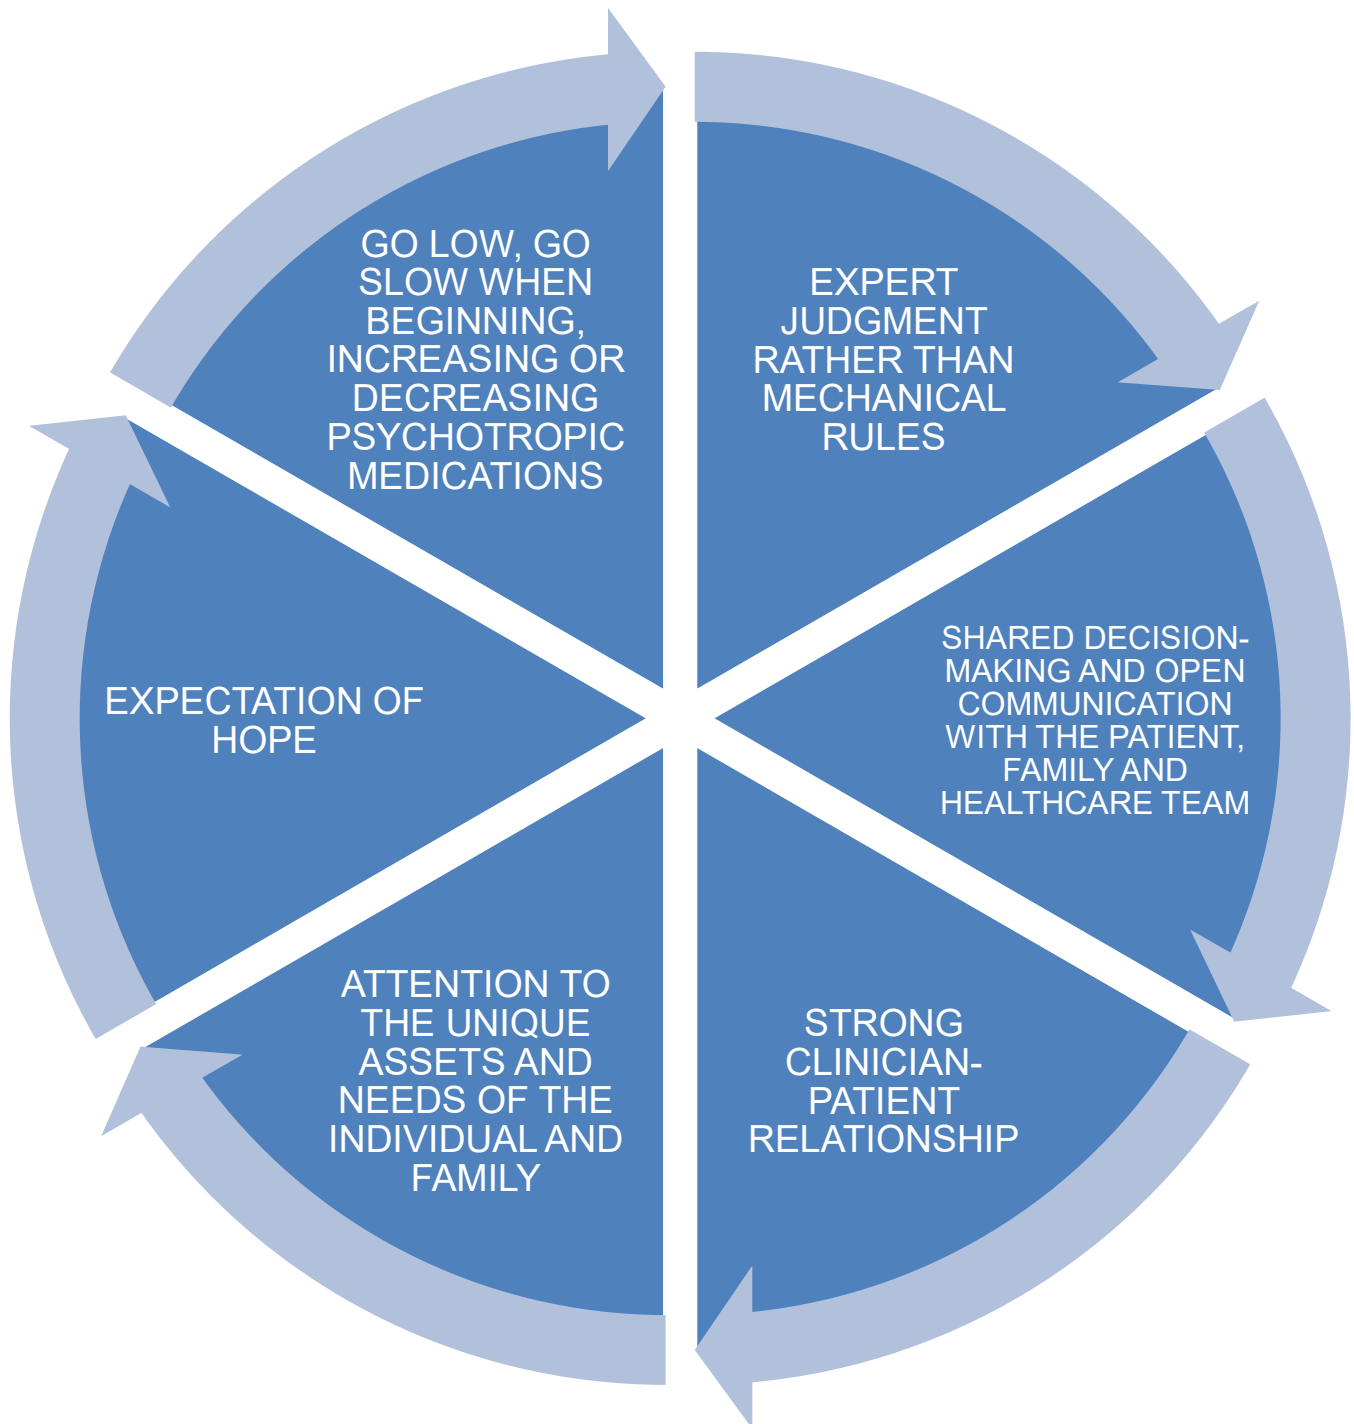 EXPERT
JUDGMENT
RATHER THAN
MECHANICAL
RULES
SHARED DECISION-
MAKING AND OPEN
COMMUNICATION
WITH THE PATIENT,
FAMILY AND
HEALTHCARE TEAM
STRONG
CLINICIAN-
PATIENT
RELATIONSHIP
ATTENTION TO
THE UNIQUE
ASSETS AND
NEEDS OF THE
INDIVIDUAL AND
FAMILY
EXPECTATION OF
HOPE
GO LOW, GO
SLOW WHEN
BEGINNING,
INCREASING OR
DECREASING
PSYCHOTROPIC
MEDICATIONS